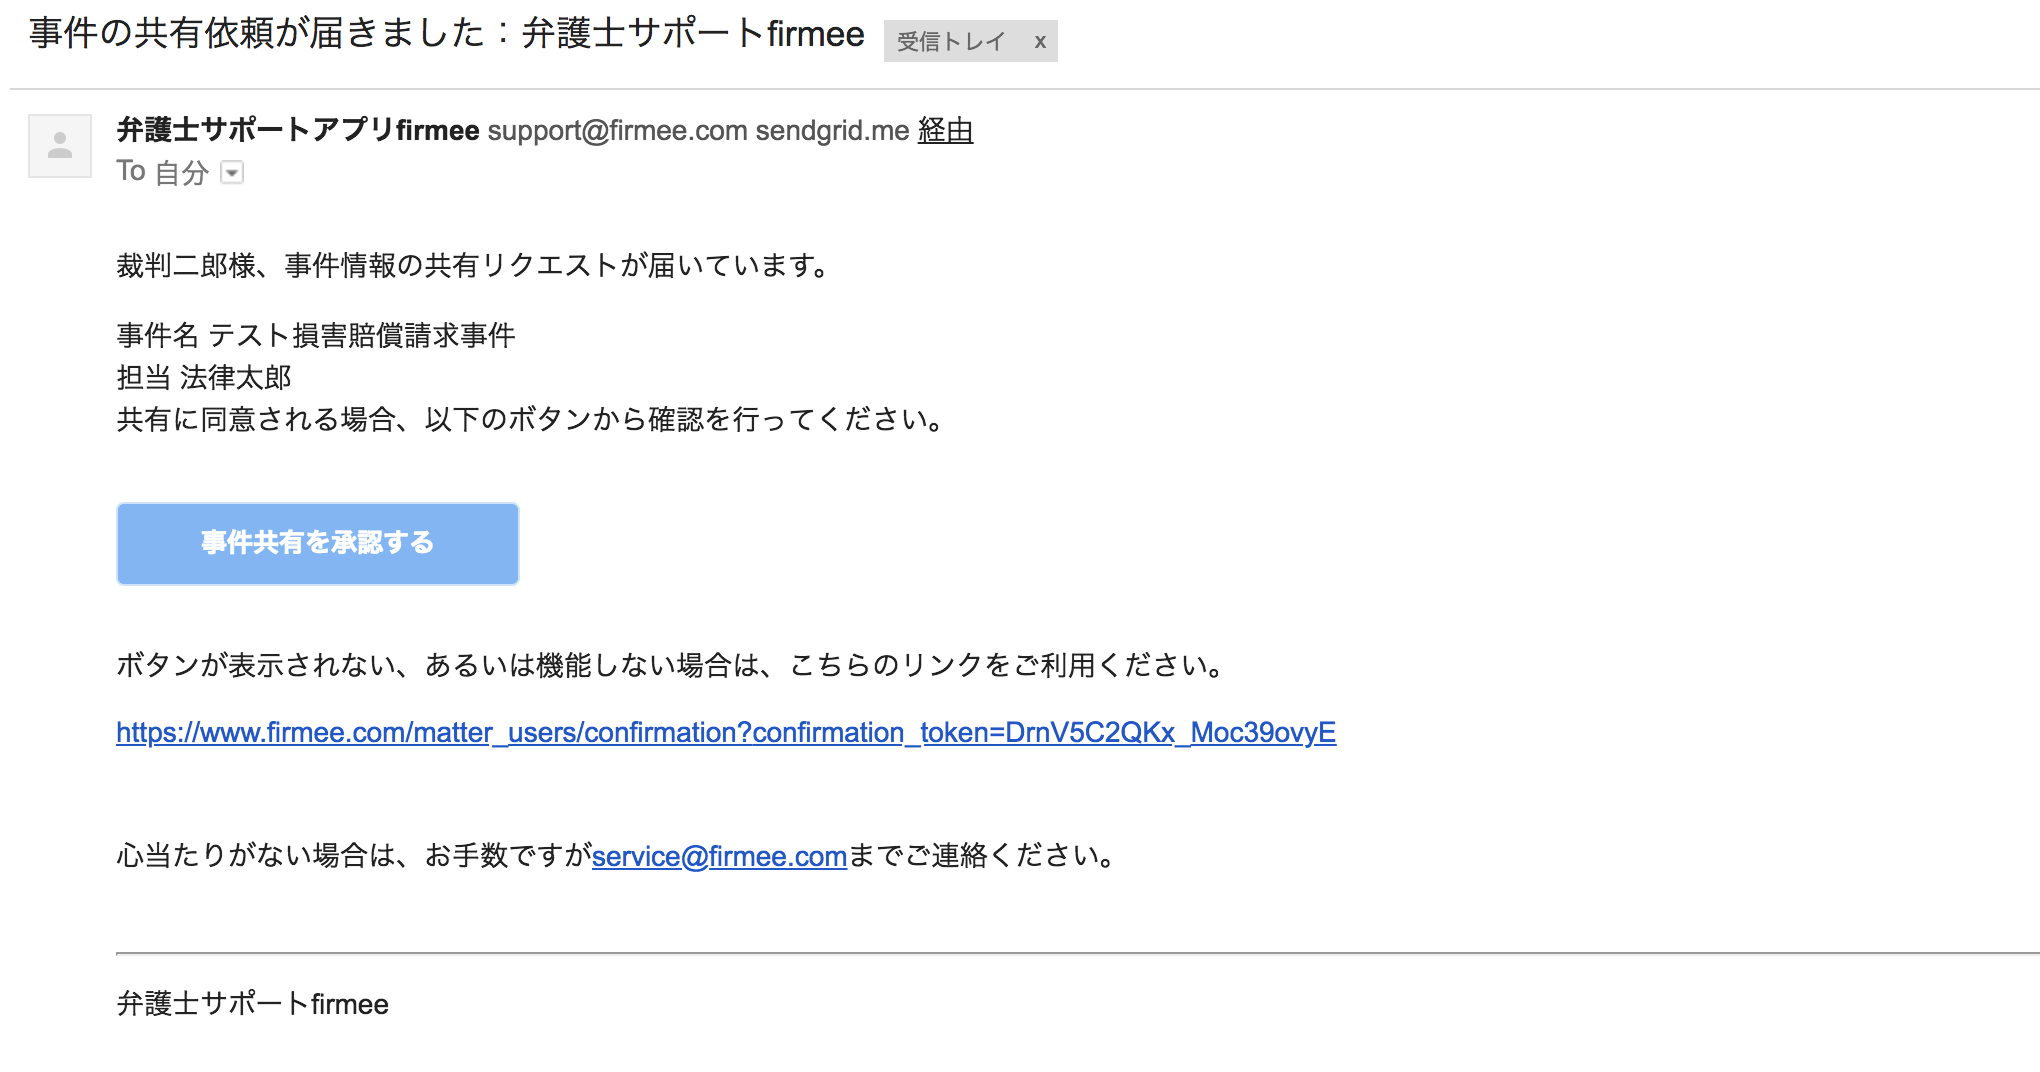 事件の共有依頼が届きました：弁護士サポートfirmee 受信トレイ x
弁護士サポートアプリfirmee support@firmee.com sendgrid.me 経由
To 自分
裁判二郎様、事件情報の共有リクエストが届いています。
事件名 テスト損害賠償請求事件
担当 法律太郎
共有に同意される場合、以下のボタンから確認を行ってください。
事件共有を承認する
ボタンが表示されない、あるいは機能しない場合は、こちらのリンクをご利用ください。
https://www.firmee.com/matter_users/confirmation?confirmation_token=DrnV5C2QKx_Moc39ovyE
心当たりがない場合は、お手数ですがservice@firmee.comまでご連絡ください。
弁護士サポートfirmee